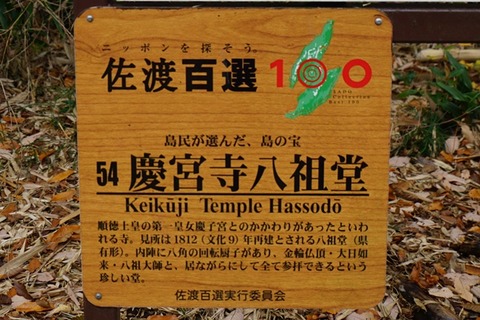 ニッポンを探そう。
佐渡百選 100
SADO
Collection
Best 100
島民が選んだ、島の宝
54 慶宮寺八祖堂
Keikūji Temple Hassodō
順徳上皇の第一皇女慶子宮とのかかわりがあったといわ
れる寺。見所は1812（文化9）年再建とされる八祖堂（県
有形）。内陣に八角の回転厨子があり、金輪仏頂・大日如
来・八祖大師と、居ながらにして全て参拝できるという
珍しい堂。
佐渡百選実行委員会